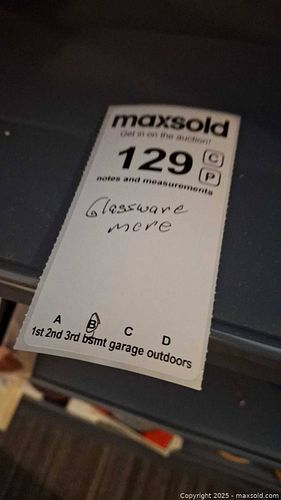 maxsold
Get in on the auction!
129 C
P
notes and measurements
Glassware
more
A B C D
1st 2nd 3rd bsmt garage outdoors
Copyright © 2025 - maxsold.com